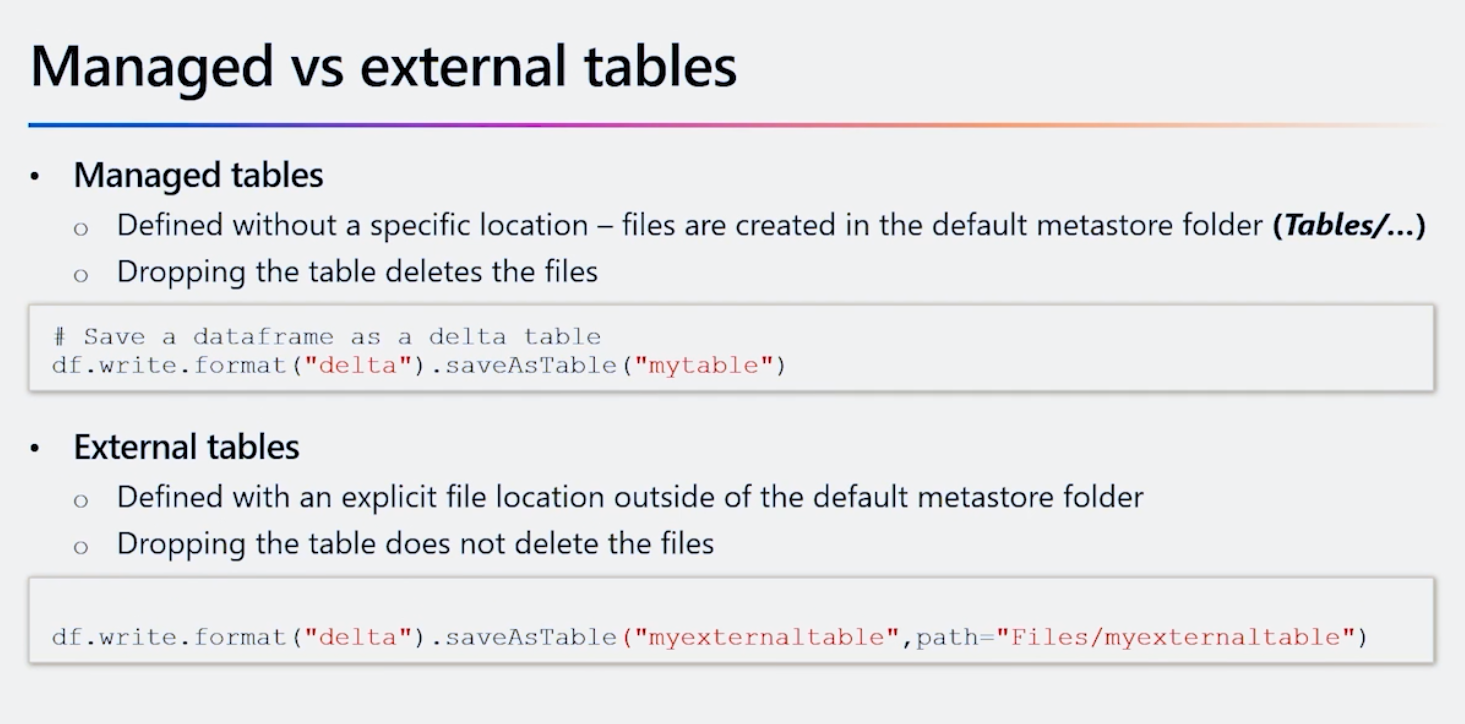 Managed vs external tables
• Managed tables
o Defined without a specific location – files are created in the default metastore folder (Tables/...)
o Dropping the table deletes the files
# Save a dataframe as a delta table
df.write.format("delta").saveAsTable("mytable")
• External tables
o Defined with an explicit file location outside of the default metastore folder
o Dropping the table does not delete the files
df.write.format("delta").saveAsTable("myexternaltable",path="Files/myexternaltable")